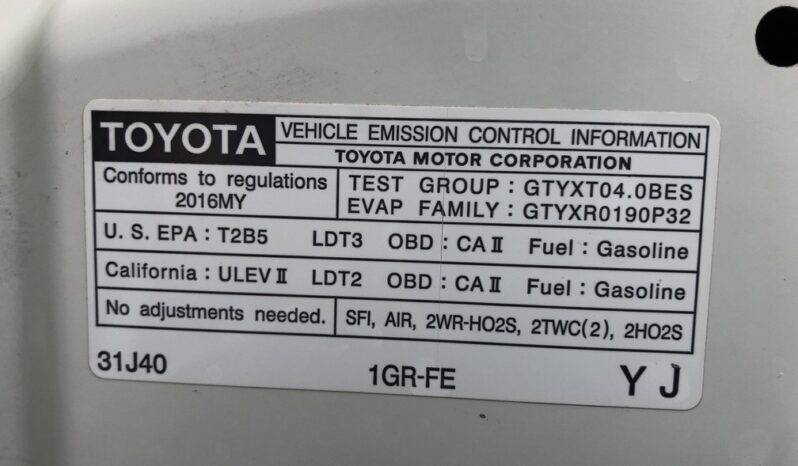 TOYOTA
VEHICLE EMISSION CONTROL INFORMATION
TOYOTA MOTOR CORPORATION
Conforms to regulations
2016MY
TEST GROUP : GTYXT04.0BES
EVAP FAMILY : GTYXR0190P32
U. S. EPA : T2B5 LDT3 OBD : CA II Fuel : Gasoline
California : ULEV II LDT2 OBD : CA II Fuel : Gasoline
No adjustments needed.
SFI, AIR, 2WR-HO2S, 2TWC(2), 2HO2S
31J40 1GR-FE Y J